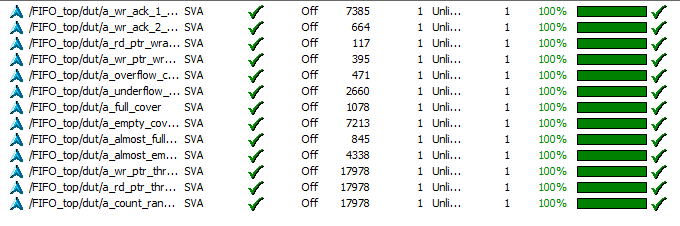 /FIFO_top/dut/a_wr_ack_1_... SVA Off 7385 1 Unli... 1 100%
/FIFO_top/dut/a_wr_ack_2_... SVA Off 664 1 Unli... 1 100%
/FIFO_top/dut/a_rd_ptr_wra... SVA Off 117 1 Unli... 1 100%
/FIFO_top/dut/a_wr_ptr_wr... SVA Off 395 1 Unli... 1 100%
/FIFO_top/dut/a_overflow_c... SVA Off 471 1 Unli... 1 100%
/FIFO_top/dut/a_underflow_... SVA Off 2660 1 Unli... 1 100%
/FIFO_top/dut/a_full_cover SVA Off 1078 1 Unli... 1 100%
/FIFO_top/dut/a_empty_cov... SVA Off 7213 1 Unli... 1 100%
/FIFO_top/dut/a_almost_full... SVA Off 845 1 Unli... 1 100%
/FIFO_top/dut/a_almost_em... SVA Off 4338 1 Unli... 1 100%
/FIFO_top/dut/a_wr_ptr_thr... SVA Off 17978 1 Unli... 1 100%
/FIFO_top/dut/a_rd_ptr_thr... SVA Off 17978 1 Unli... 1 100%
/FIFO_top/dut/a_count_ran... SVA Off 17978 1 Unli... 1 100%